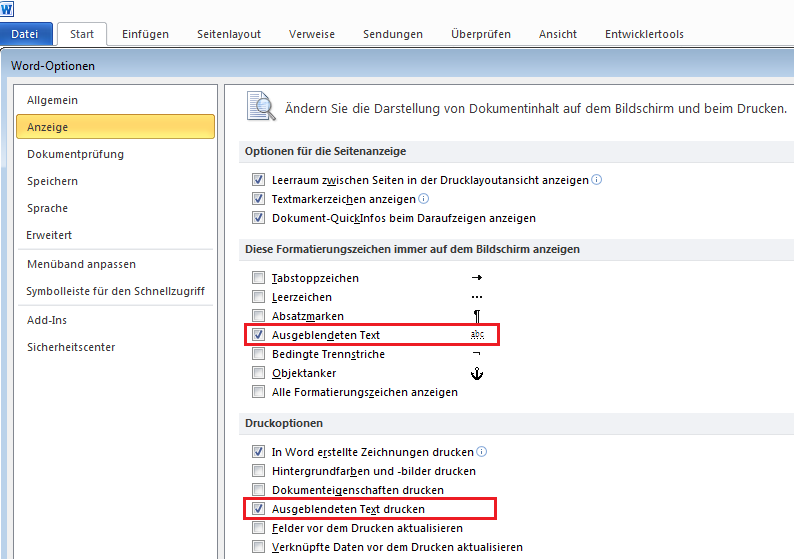 W
Datei Start Einfügen Seitenlayout Verweise Sendungen Überprüfen Ansicht Entwicklertools
Word-Optionen
Allgemein
Anzeige
Dokumentprüfung
Speichern
Sprache
Erweitert
Menüband anpassen
Symbolleiste für den Schnellzugriff
Add-Ins
Sicherheitscenter
Ändern Sie die Darstellung von Dokumentinhalt auf dem Bildschirm und beim Drucken.
Optionen für die Seitenanzeige
Leerraum zwischen Seiten in der Drucklayoutansicht anzeigen
Textmarkerzeichen anzeigen
Dokument-QuickInfos beim Daraufzeigen anzeigen
Diese Formatierungszeichen immer auf dem Bildschirm anzeigen
Tabstoppzeichen →
Leerzeichen ···
Absatzmarken ¶
Ausgeblendeten Text abc
Bedingte Trennstriche ¬
Objektanker
Alle Formatierungszeichen anzeigen
Druckoptionen
In Word erstellte Zeichnungen drucken
Hintergrundfarben und -bilder drucken
Dokumenteigenschaften drucken
Ausgeblendeten Text drucken
Felder vor dem Drucken aktualisieren
Verknüpfte Daten vor dem Drucken aktualisieren